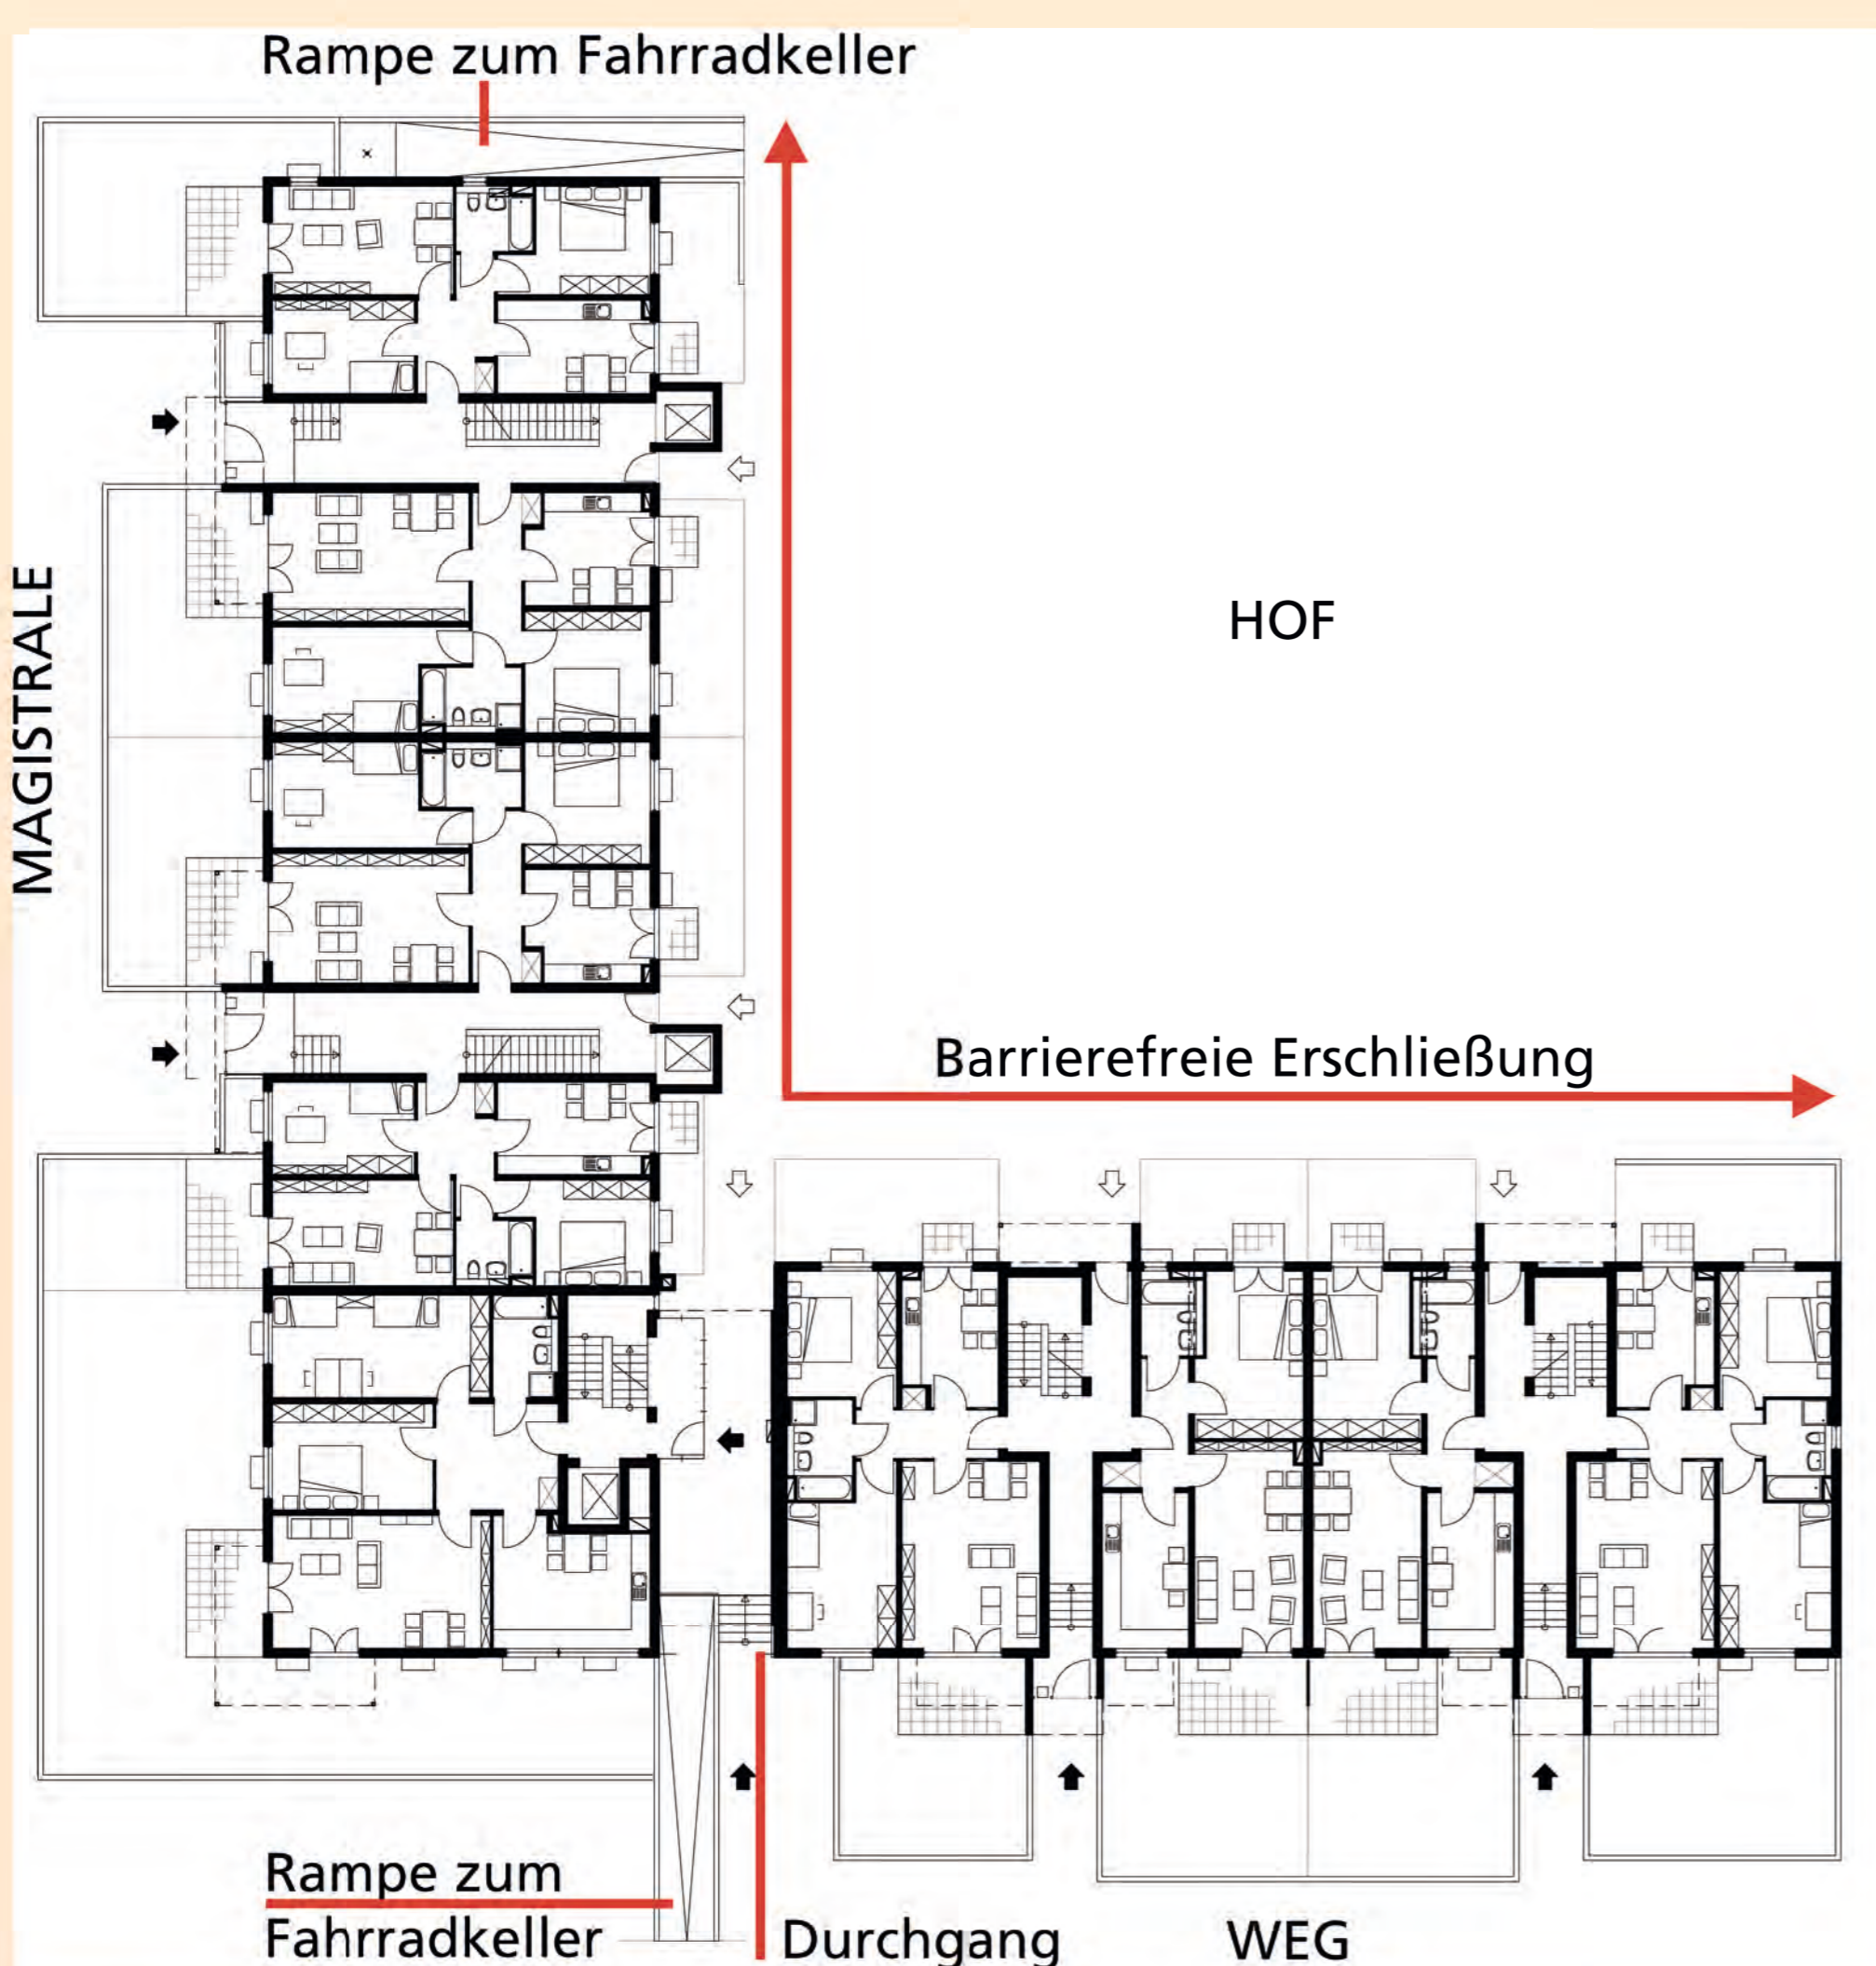 Rampe zum Fahrradkeller
MAGISTRALE
HOF
Barrierefreie Erschließung
Rampe zum
Fahrradkeller
Durchgang
WEG